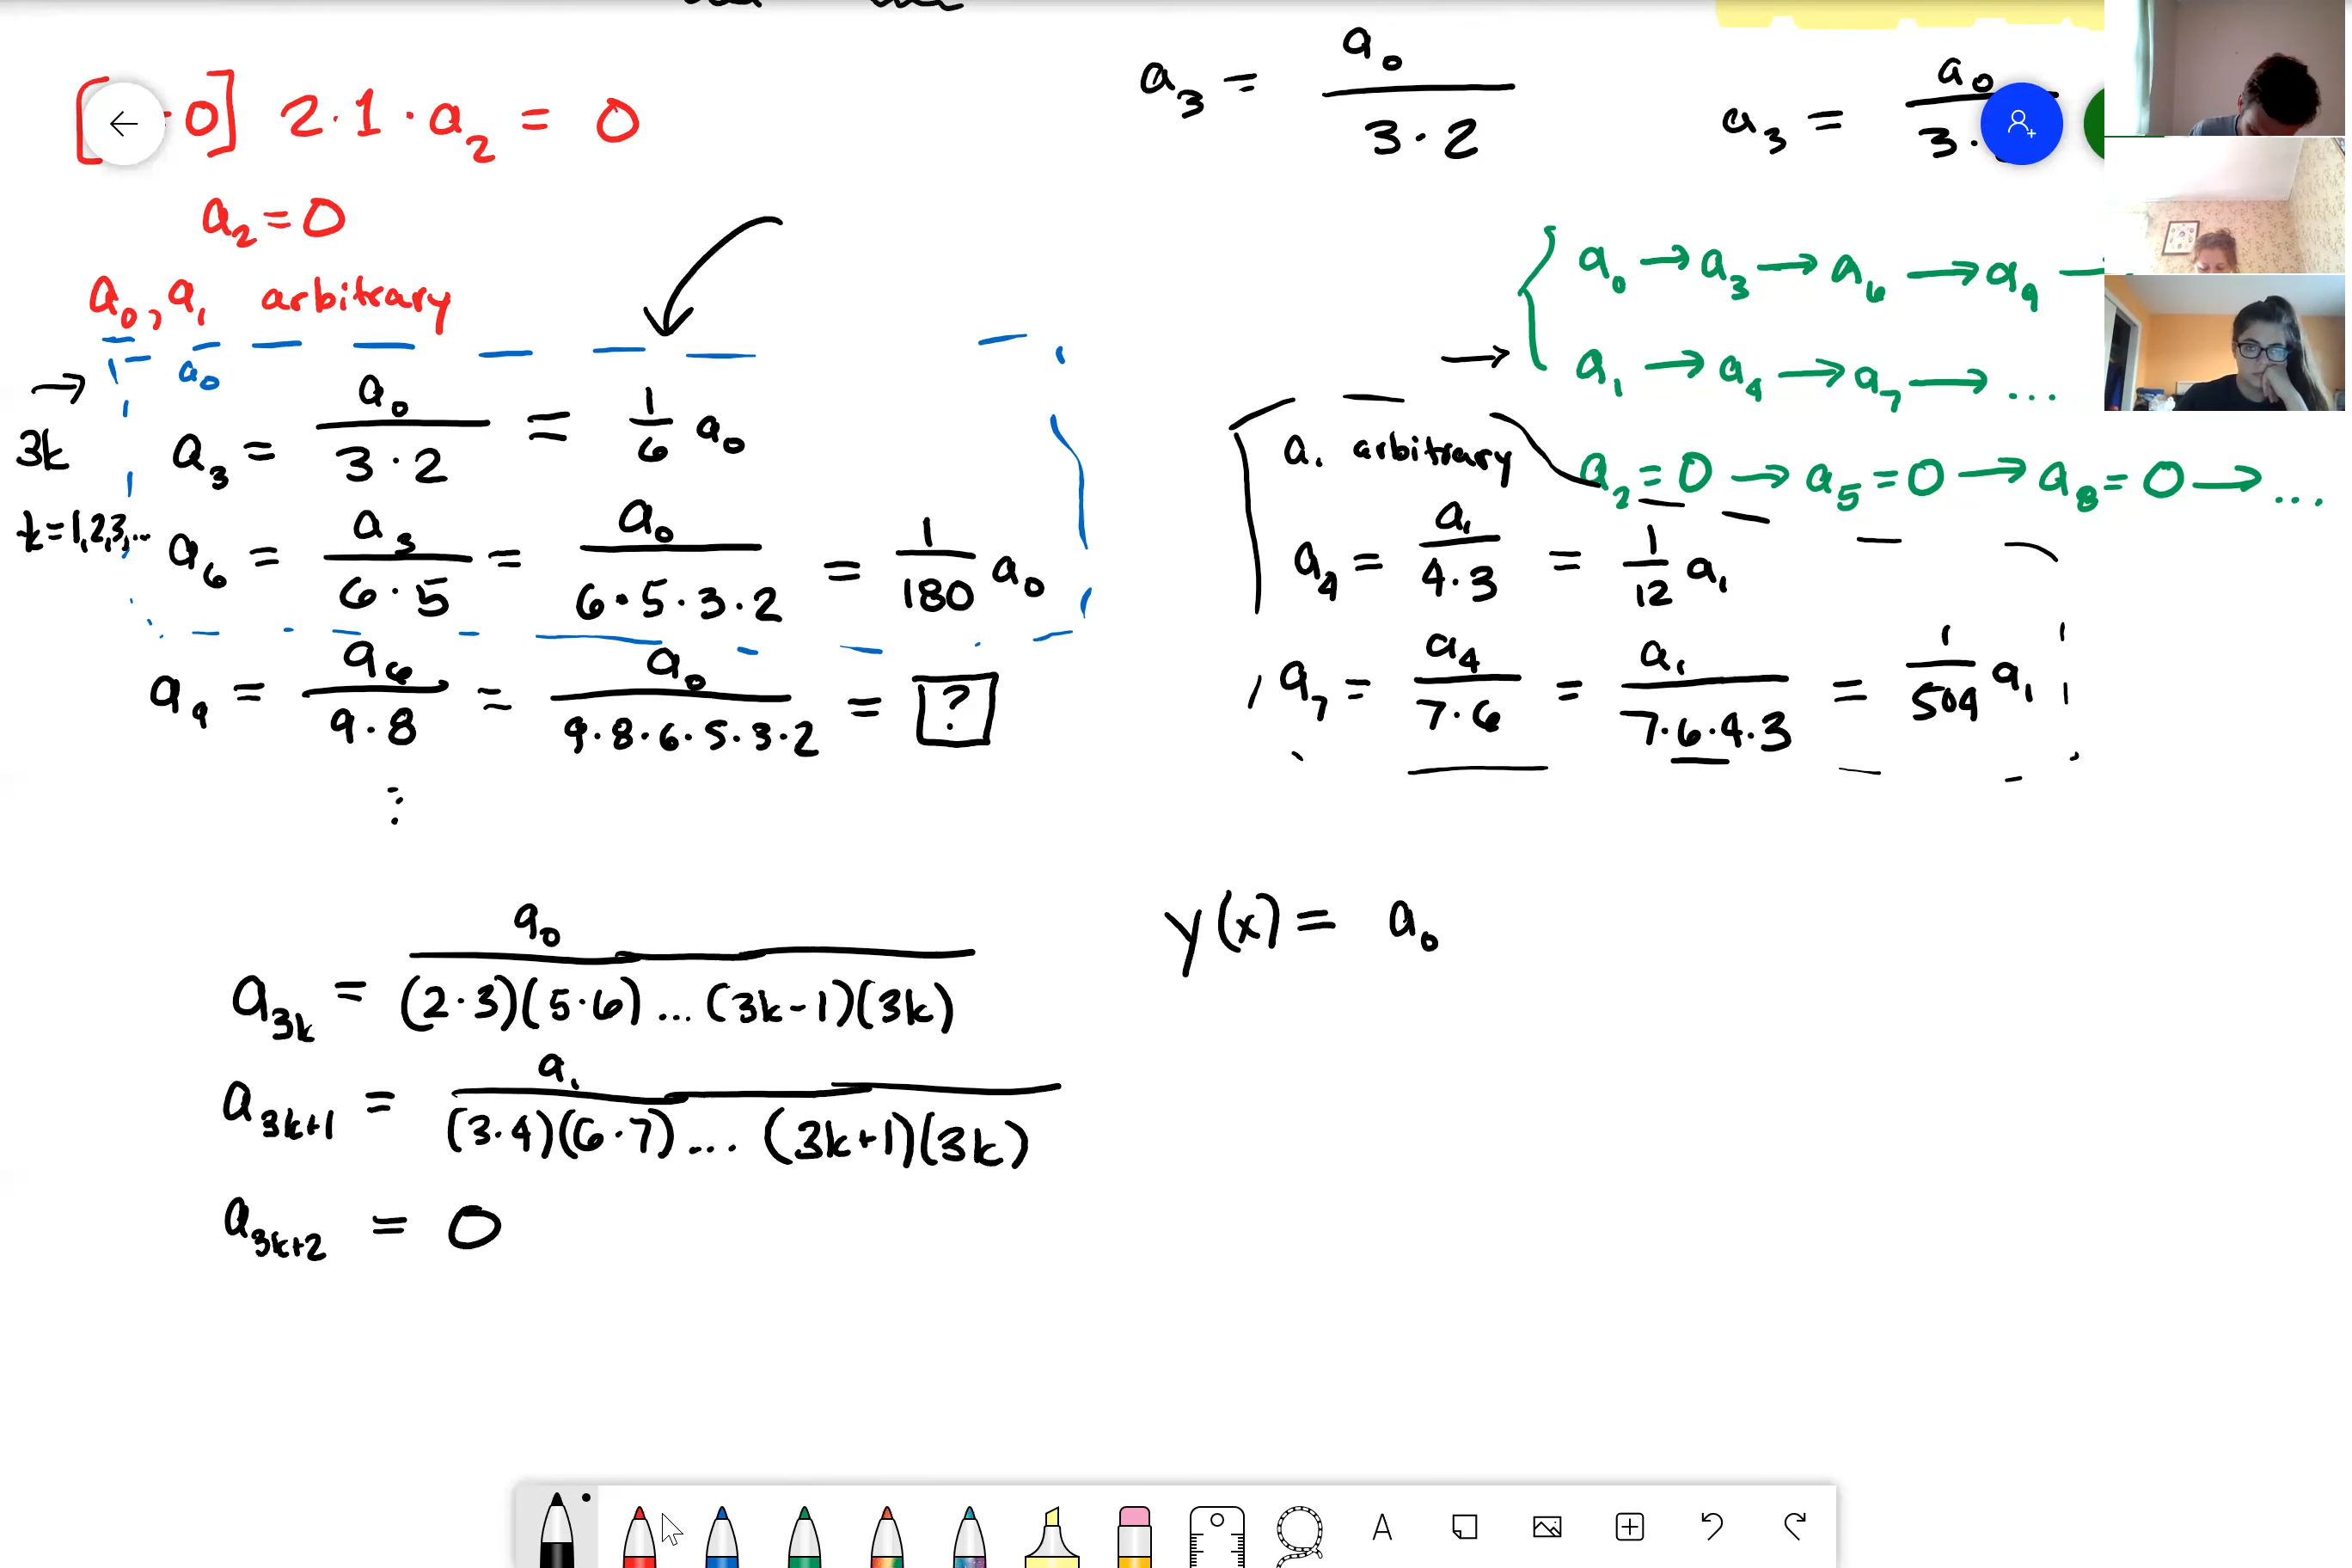 [ ·0] 2·1·a₂ = 0
a₂ = 0
a₀, a₁ arbitrary
a₃ = a₀ / 3·2
a₃ = a₀ / 3·
a₀ → a₃ → a₆ → a₉ →
a₁ → a₄ → a₇ → ...
a₂ = 0 → a₅ = 0 → a₈ = 0 → ...
a₀
3k
k=1,2,3,...
a₃ = a₀ / 3·2 = 1/6 a₀
a₆ = a₃ / 6·5 = a₀ / 6·5·3·2 = 1/180 a₀
a₉ = a₆ / 9·8 = a₀ / 9·8·6·5·3·2 = ?
⋮
a₁ arbitrary
a₄ = a₁ / 4·3 = 1/12 a₁
a₇ = a₄ / 7·6 = a₁ / 7·6·4·3 = 1/504 a₁
a₃ₖ = a₀ / (2·3)(5·6)...(3k-1)(3k)
a₃ₖ₊₁ = a₁ / (3·4)(6·7)...(3k+1)(3k)
a₃ₖ₊₂ = 0
y(x) = a₀
A